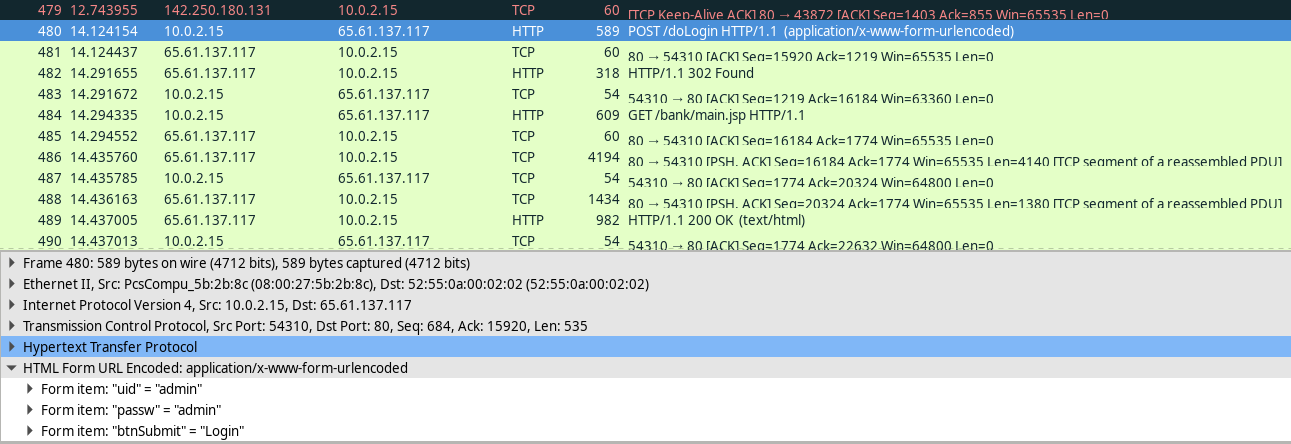 479 12.743955 142.250.180.131 10.0.2.15 TCP 60 [TCP Keep-Alive ACK] 80 → 43872 [ACK] Seq=1403 Ack=855 Win=65535 Len=0
480 14.124154 10.0.2.15 65.61.137.117 HTTP 589 POST /doLogin HTTP/1.1 (application/x-www-form-urlencoded)
481 14.124437 65.61.137.117 10.0.2.15 TCP 60 80 → 54310 [ACK] Seq=15920 Ack=1219 Win=65535 Len=0
482 14.291655 65.61.137.117 10.0.2.15 HTTP 318 HTTP/1.1 302 Found
483 14.291672 10.0.2.15 65.61.137.117 TCP 54 54310 → 80 [ACK] Seq=1219 Ack=16184 Win=63360 Len=0
484 14.294335 10.0.2.15 65.61.137.117 HTTP 609 GET /bank/main.jsp HTTP/1.1
485 14.294552 65.61.137.117 10.0.2.15 TCP 60 80 → 54310 [ACK] Seq=16184 Ack=1774 Win=65535 Len=0
486 14.435760 65.61.137.117 10.0.2.15 TCP 4194 80 → 54310 [PSH, ACK] Seq=16184 Ack=1774 Win=65535 Len=4140 [TCP segment of a reassembled PDU]
487 14.435785 10.0.2.15 65.61.137.117 TCP 54 54310 → 80 [ACK] Seq=1774 Ack=20324 Win=64800 Len=0
488 14.436163 65.61.137.117 10.0.2.15 TCP 1434 80 → 54310 [PSH, ACK] Seq=20324 Ack=1774 Win=65535 Len=1380 [TCP segment of a reassembled PDU]
489 14.437005 65.61.137.117 10.0.2.15 HTTP 982 HTTP/1.1 200 OK (text/html)
490 14.437013 10.0.2.15 65.61.137.117 TCP 54 54310 → 80 [ACK] Seq=1774 Ack=22632 Win=64800 Len=0
Frame 480: 589 bytes on wire (4712 bits), 589 bytes captured (4712 bits)
Ethernet II, Src: PcsCompu_5b:2b:8c (08:00:27:5b:2b:8c), Dst: 52:55:0a:00:02:02 (52:55:0a:00:02:02)
Internet Protocol Version 4, Src: 10.0.2.15, Dst: 65.61.137.117
Transmission Control Protocol, Src Port: 54310, Dst Port: 80, Seq: 684, Ack: 15920, Len: 535
Hypertext Transfer Protocol
HTML Form URL Encoded: application/x-www-form-urlencoded
Form item: "uid" = "admin"
Form item: "passw" = "admin"
Form item: "btnSubmit" = "Login"